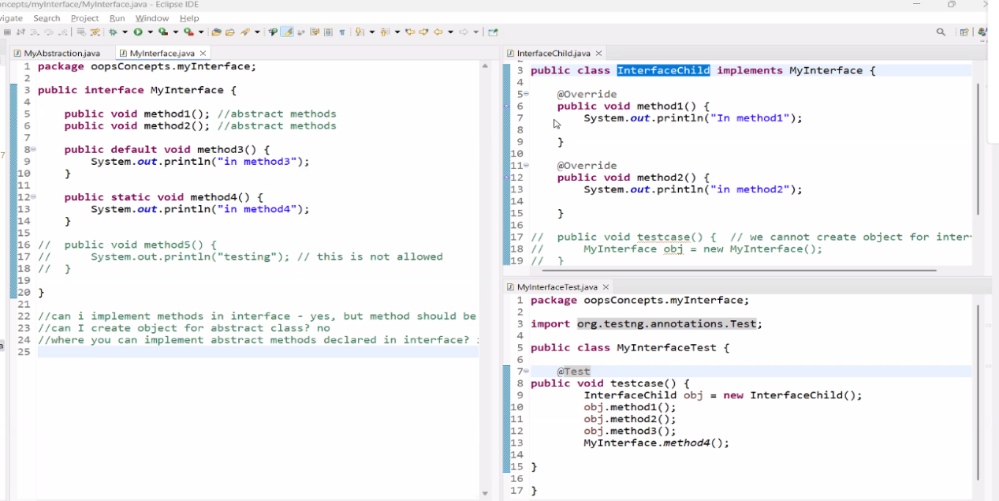 oncepts/myInterface/MyInterface.java - Eclipse IDE
vigate Search Project Run Window Help
MyAbstraction.java MyInterface.java
1 package oopsConcepts.myInterface;
2
3 public interface MyInterface {
4
5 public void method1(); //abstract methods
6 public void method2(); //abstract methods
7
8 public default void method3() {
9 System.out.println("in method3");
10 }
11
12 public static void method4() {
13 System.out.println("in method4");
14 }
15
16 // public void method5() {
17 // System.out.println("testing"); // this is not allowed
18 // }
19
20 }
21
22 //can i implement methods in interface - yes, but method should be
23 //can I create object for abstract class? no
24 //where you can implement abstract methods declared in interface?
25
InterfaceChild.java
3 public class InterfaceChild implements MyInterface {
4
5 @Override
6 public void method1() {
7 System.out.println("In method1");
8
9 }
10
11 @Override
12 public void method2() {
13 System.out.println("in method2");
14
15 }
16
17 // public void testcase() { // we cannot create object for inter
18 // MyInterface obj = new MyInterface();
19 // }
MyInterfaceTest.java
1 package oopsConcepts.myInterface;
2
3 import org.testng.annotations.Test;
4
5 public class MyInterfaceTest {
6
7 @Test
8 public void testcase() {
9 InterfaceChild obj = new InterfaceChild();
10 obj.method1();
11 obj.method2();
12 obj.method3();
13 MyInterface.method4();
14
15 }
16
17 }